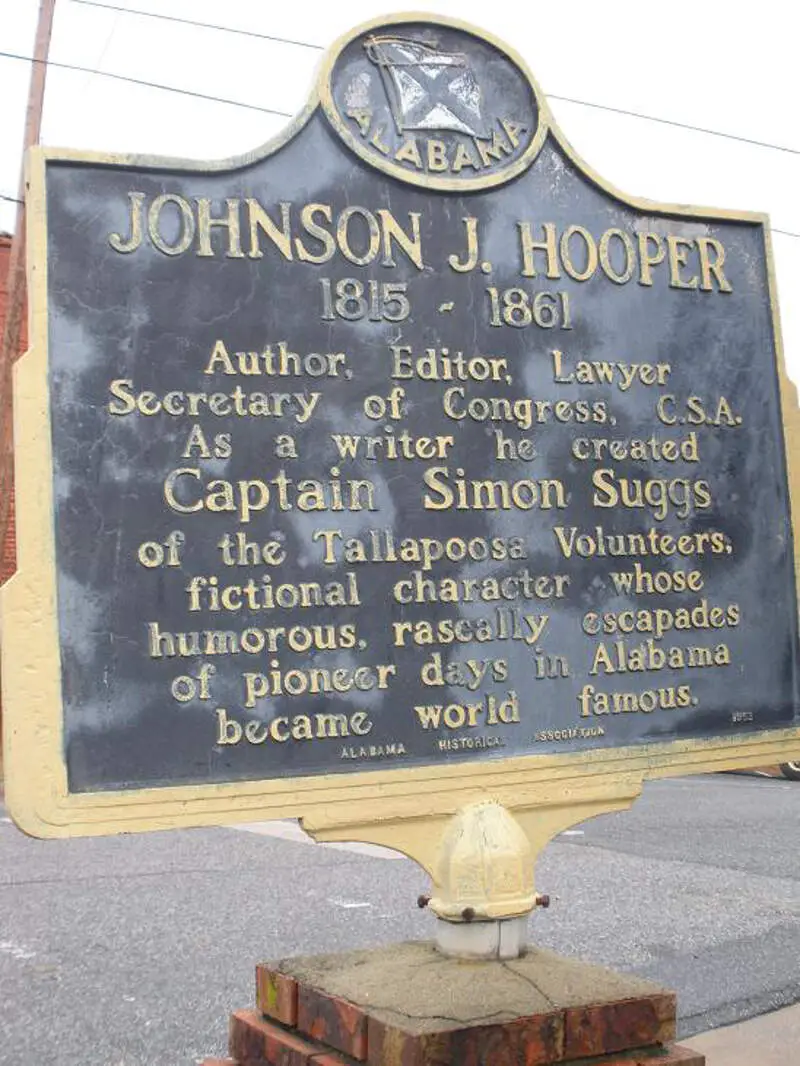 ALABAMA
JOHNSON J. HOOPER
1815 - 1861
Author, Editor, Lawyer
Secretary of Congress, C.S.A.
As a writer he created
Captain Simon Suggs
of the Tallapoosa Volunteers,
fictional character whose
humorous, rascally escapades
of pioneer days in Alabama
became world famous.
ALABAMA HISTORICAL ASSOCIATION